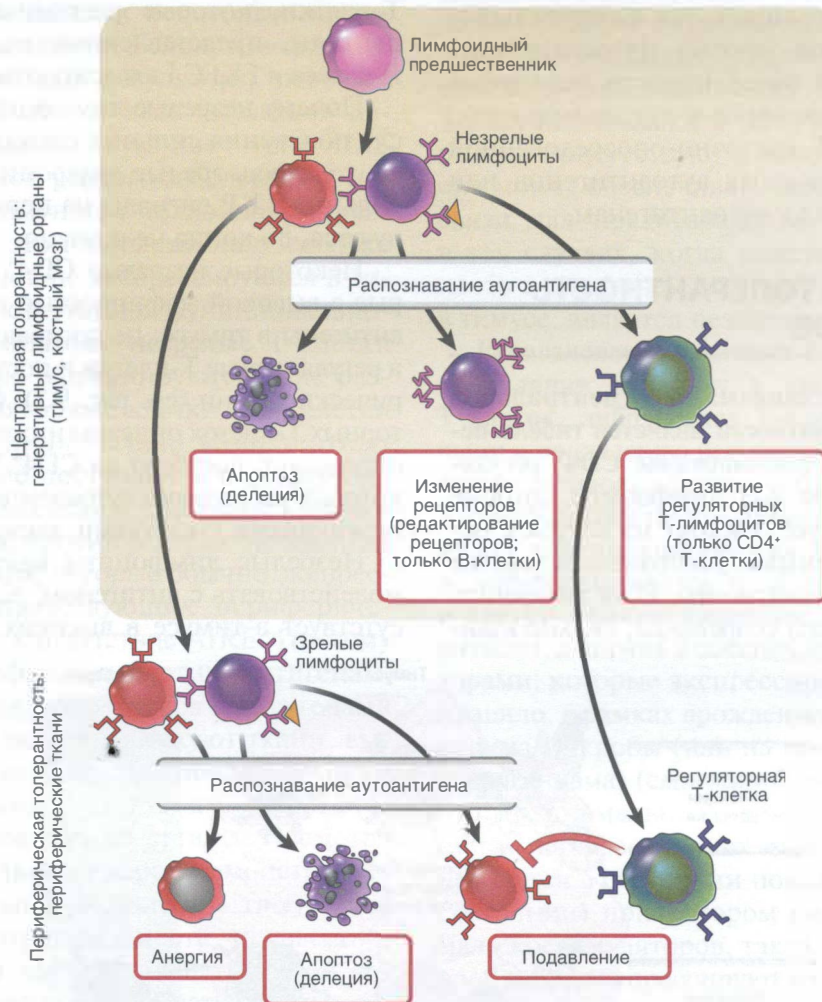 Лимфоидный
предшественник
Незрелые
лимфоциты
Центральная толерантность:
генеративные лимфоидные органы
(тимус, костный мозг)
Распознавание аутоантигена
Апоптоз
(делеция)
Изменение
рецепторов
(редактирование
рецепторов;
только В-клетки)
Развитие
регуляторных
Т-лимфоцитов
(только CD4⁺
Т-клетки)
Зрелые
лимфоциты
Периферическая толерантность:
периферические ткани
Распознавание аутоантигена
Регуляторная
Т-клетка
Анергия
Апоптоз
(делеция)
Подавление